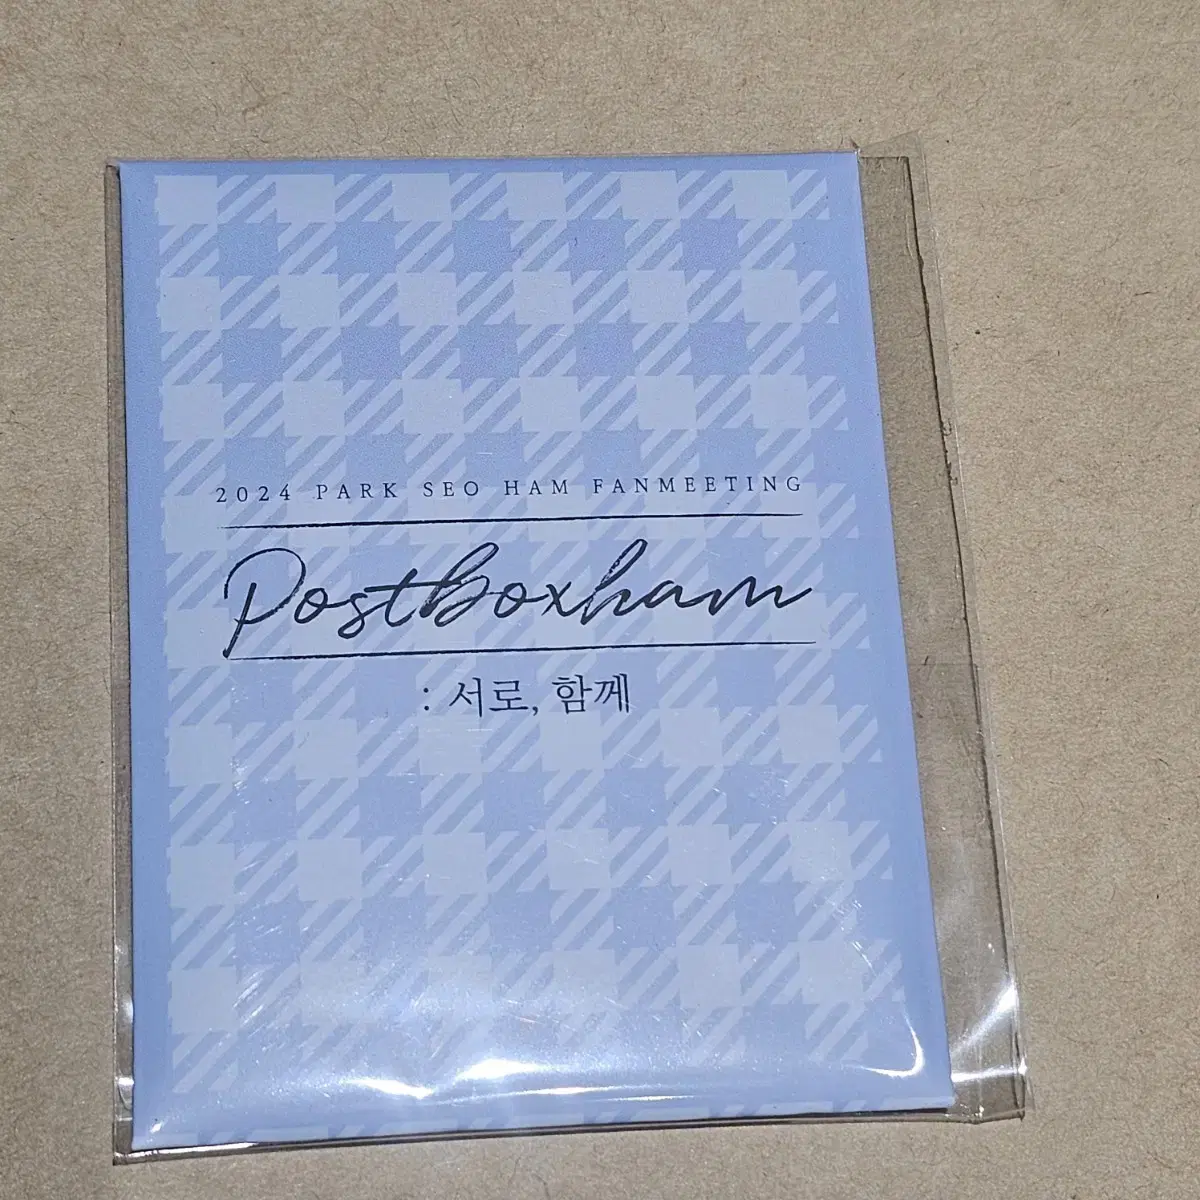 2024 PARK SEO HAM FANMEETING
Postboxham
: 서로, 함께